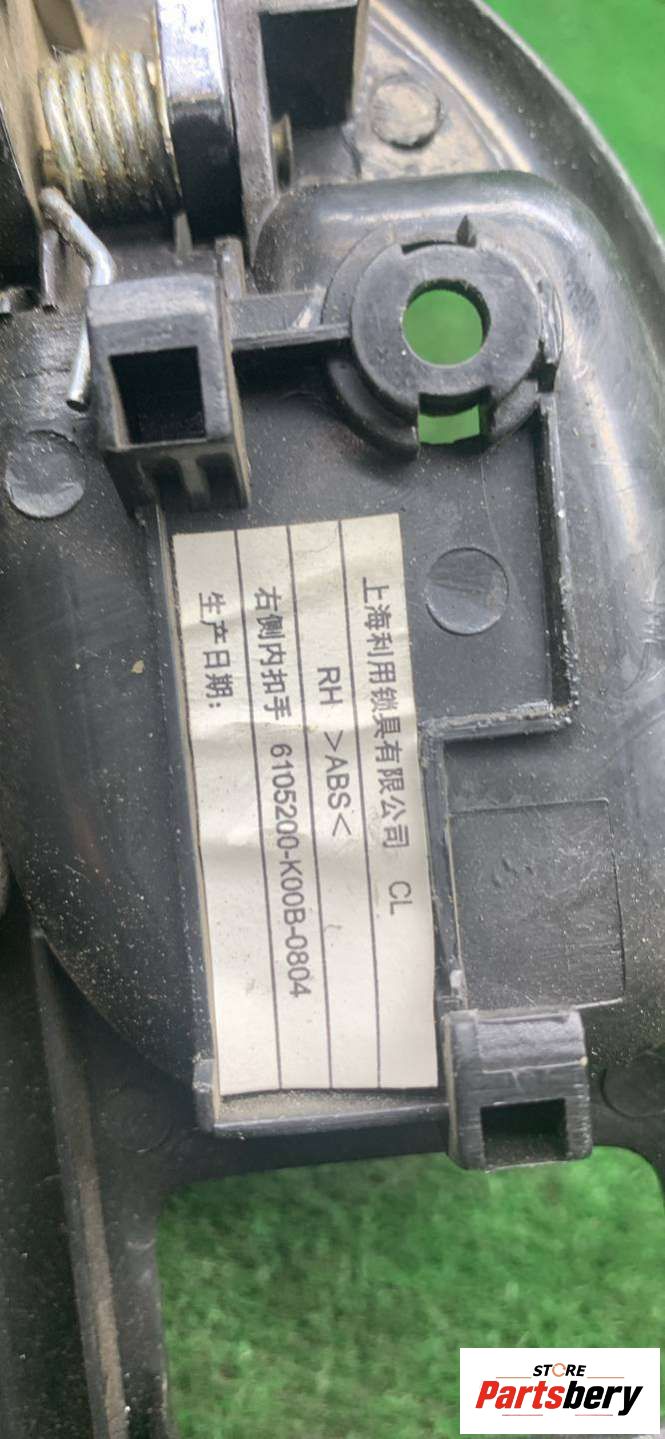 上海利用锁具有限公司 CL
RH >ABS<
右侧内扣手 6105200-K00B-0804
生产日期：
STORE
Partsbery